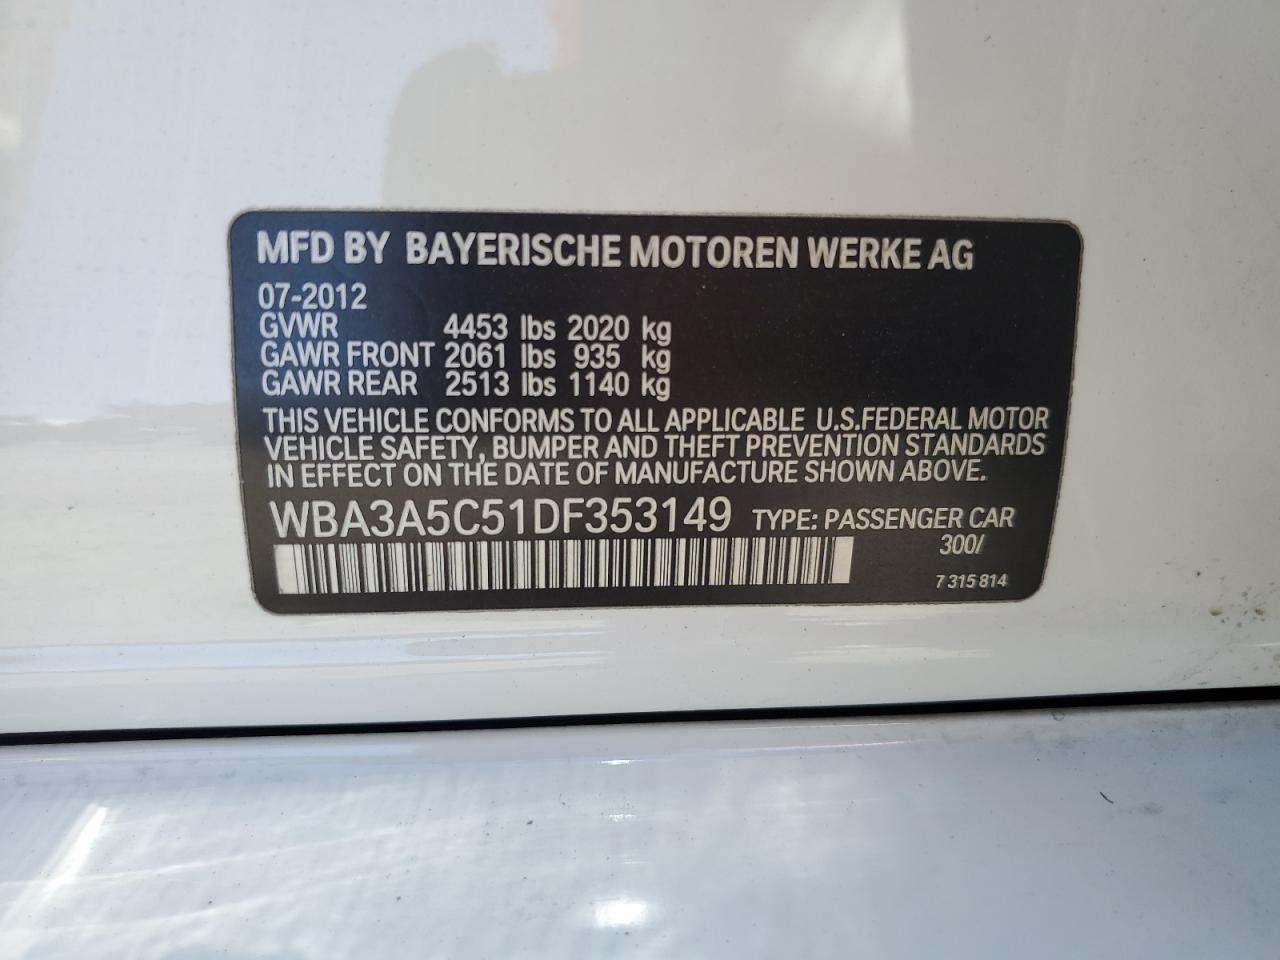 MFD BY BAYERISCHE MOTOREN WERKE AG
07-2012
GVWR 4453 lbs 2020 kg
GAWR FRONT 2061 lbs 935 kg
GAWR REAR 2513 lbs 1140 kg
THIS VEHICLE CONFORMS TO ALL APPLICABLE U.S.FEDERAL MOTOR
VEHICLE SAFETY, BUMPER AND THEFT PREVENTION STANDARDS
IN EFFECT ON THE DATE OF MANUFACTURE SHOWN ABOVE.
WBA3A5C51DF353149 TYPE: PASSENGER CAR
300/
7 315 814